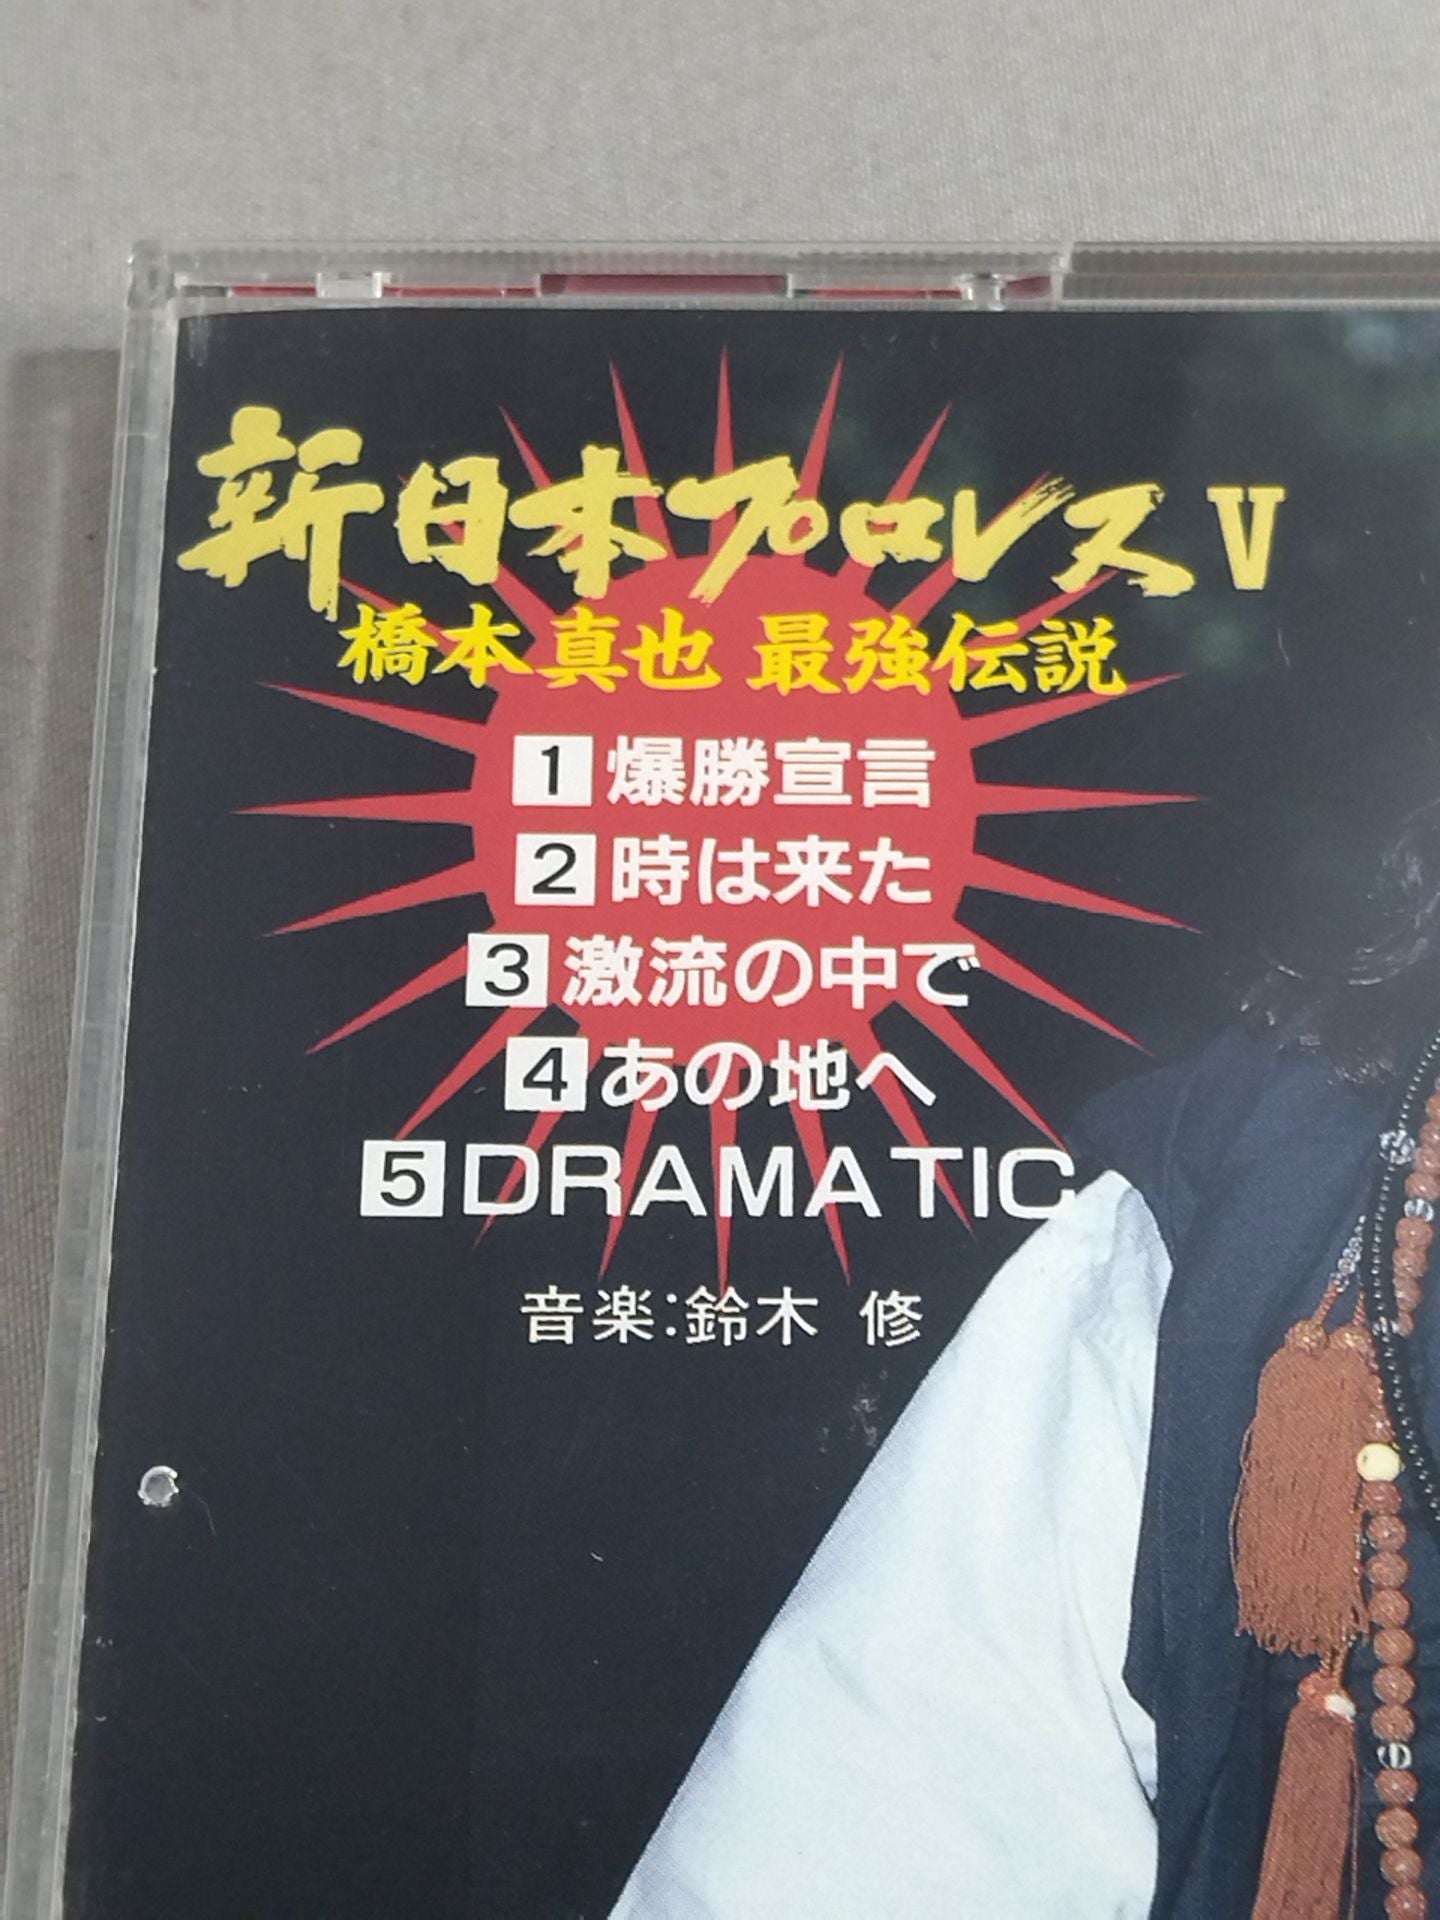 新日本プロレスV
橋本真也 最強伝説
1 爆勝宣言
2 時は来た
3 激流の中で
4 あの地へ
5 DRAMATIC
音楽:鈴木 修